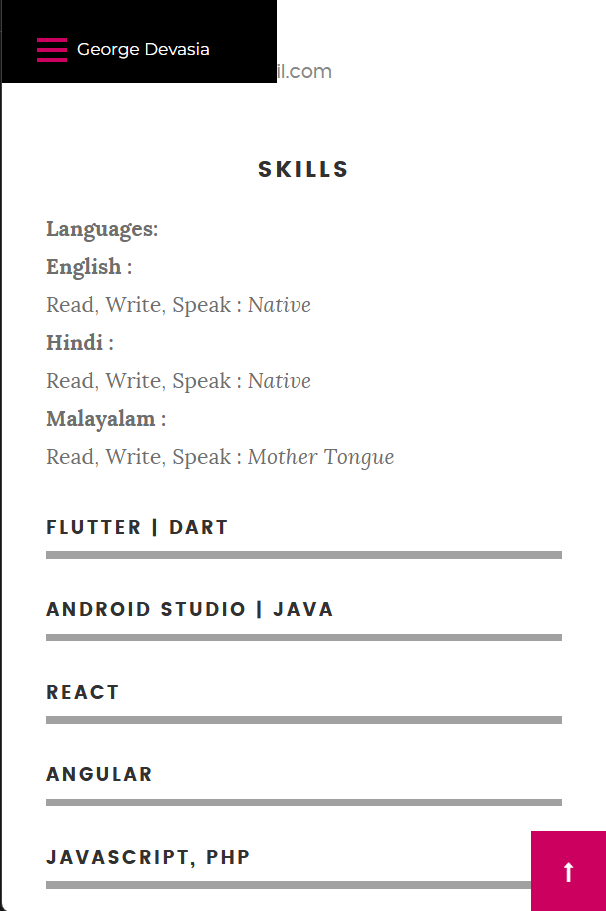 George Devasia
il.com
SKILLS
Languages:
English :
Read, Write, Speak : Native
Hindi :
Read, Write, Speak : Native
Malayalam :
Read, Write, Speak : Mother Tongue
FLUTTER | DART
ANDROID STUDIO | JAVA
REACT
ANGULAR
JAVASCRIPT, PHP